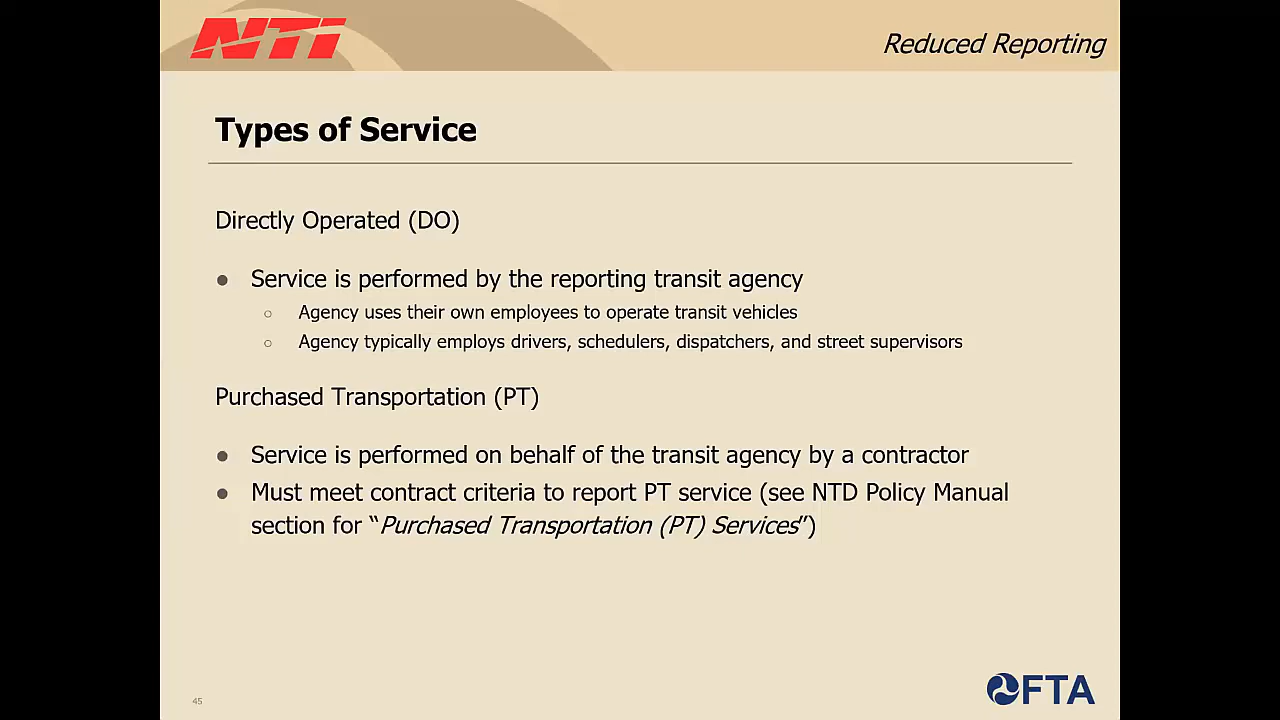 NTI
Reduced Reporting
Types of Service
Directly Operated (DO)
● Service is performed by the reporting transit agency
○ Agency uses their own employees to operate transit vehicles
○ Agency typically employs drivers, schedulers, dispatchers, and street supervisors
Purchased Transportation (PT)
● Service is performed on behalf of the transit agency by a contractor
● Must meet contract criteria to report PT service (see NTD Policy Manual
section for “Purchased Transportation (PT) Services”)
45
FTA